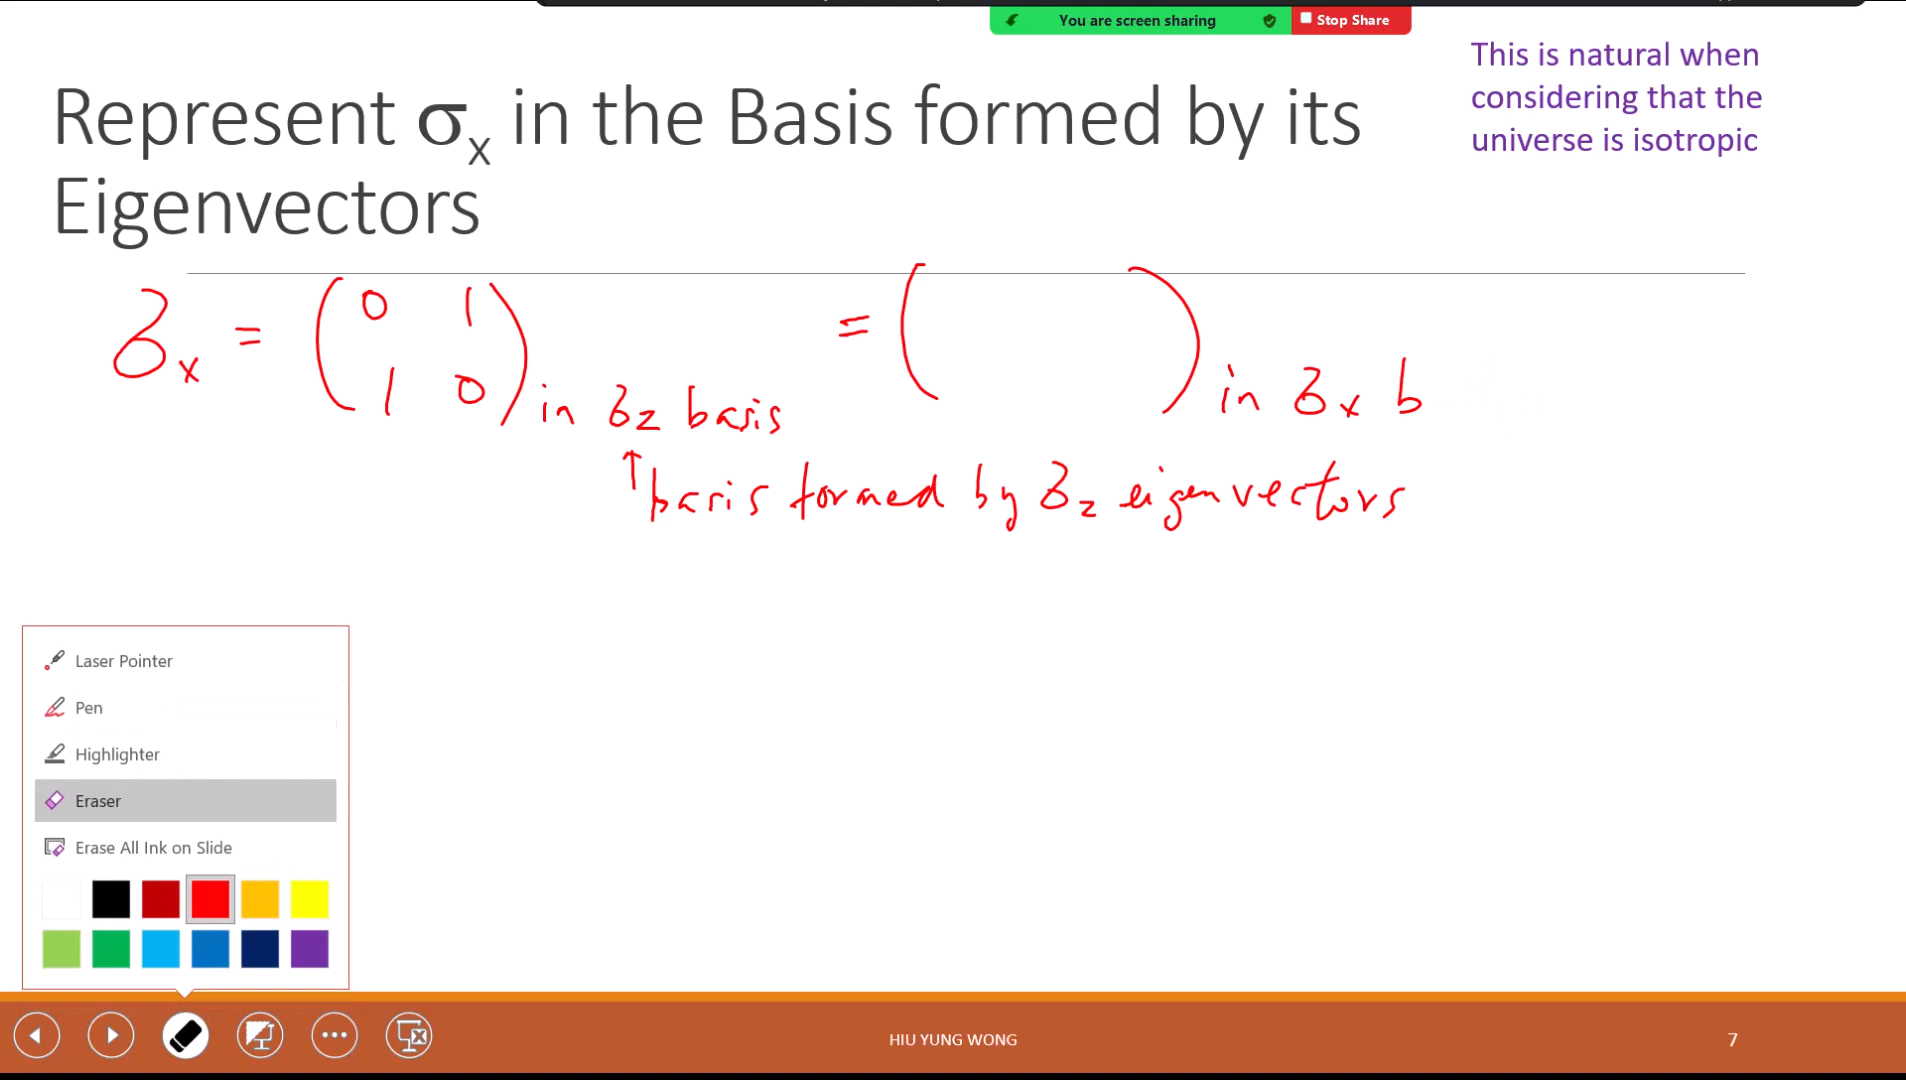 You are screen sharing Stop Share
This is natural when
considering that the
universe is isotropic
Represent σx in the Basis formed by its
Eigenvectors
σx = ( 0 1 = ( )
1 0 ) in σz basis in σx b
↑ basis formed by σz eigenvectors
Laser Pointer
Pen
Highlighter
Eraser
Erase All Ink on Slide
HIU YUNG WONG 7